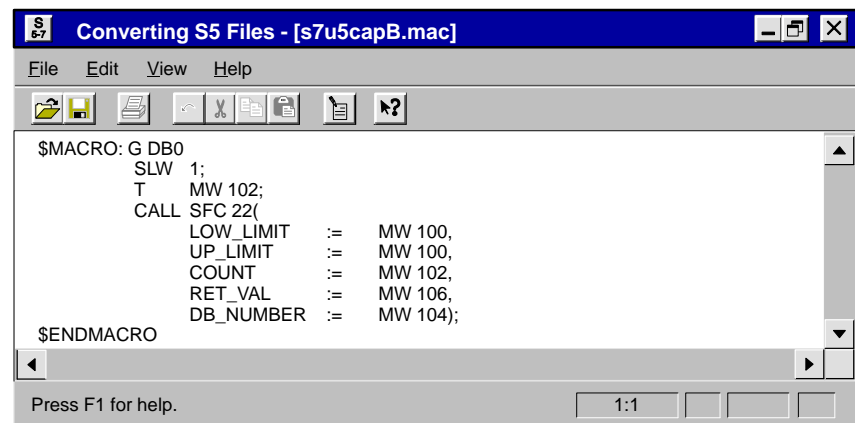 S 5-7 Converting S5 Files - [s7u5capB.mac]
File Edit View Help
$MACRO: G DB0
SLW 1;
T MW 102;
CALL SFC 22(
LOW_LIMIT := MW 100,
UP_LIMIT := MW 100,
COUNT := MW 102,
RET_VAL := MW 106,
DB_NUMBER := MW 104);
$ENDMACRO
Press F1 for help. 1:1